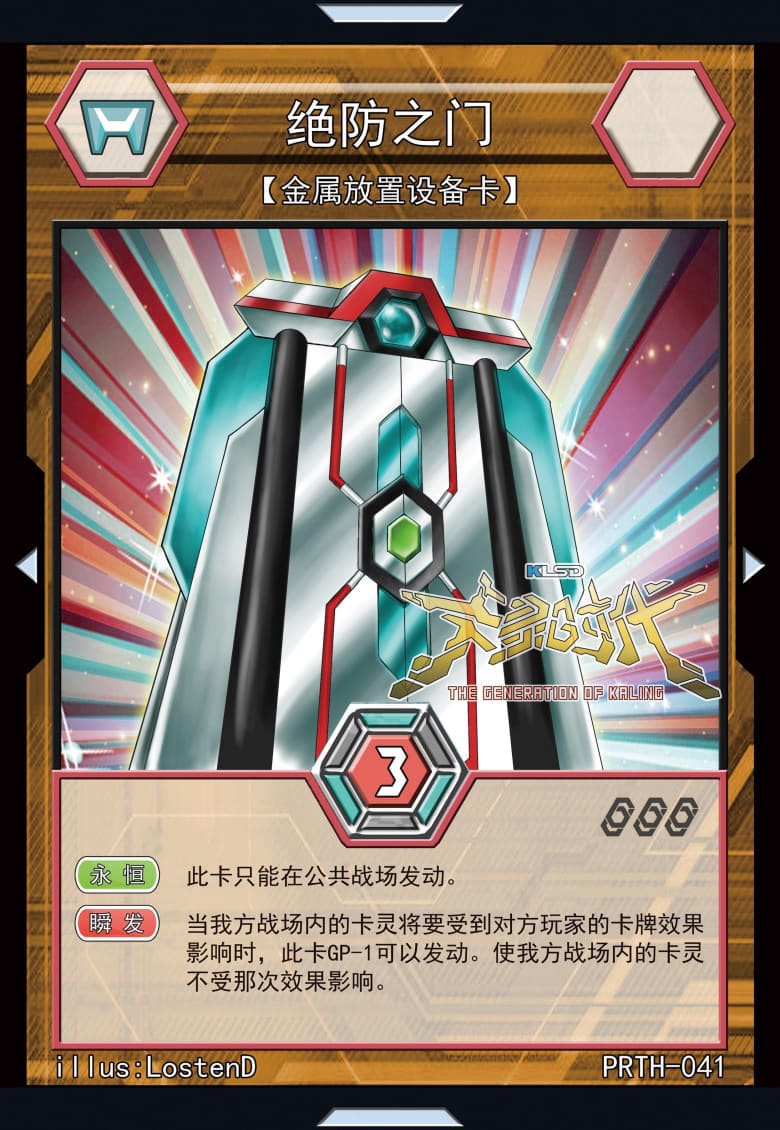 绝防之门
【金属放置设备卡】
KLSD
卡灵时代
THE GENERATION OF KALING
3
永恒 此卡只能在公共战场发动。
瞬发 当我方战场内的卡灵将要受到对方玩家的卡牌效果
影响时，此卡GP-1可以发动。使我方战场内的卡灵
不受那次效果影响。
illus:LostenD
PRTH-041